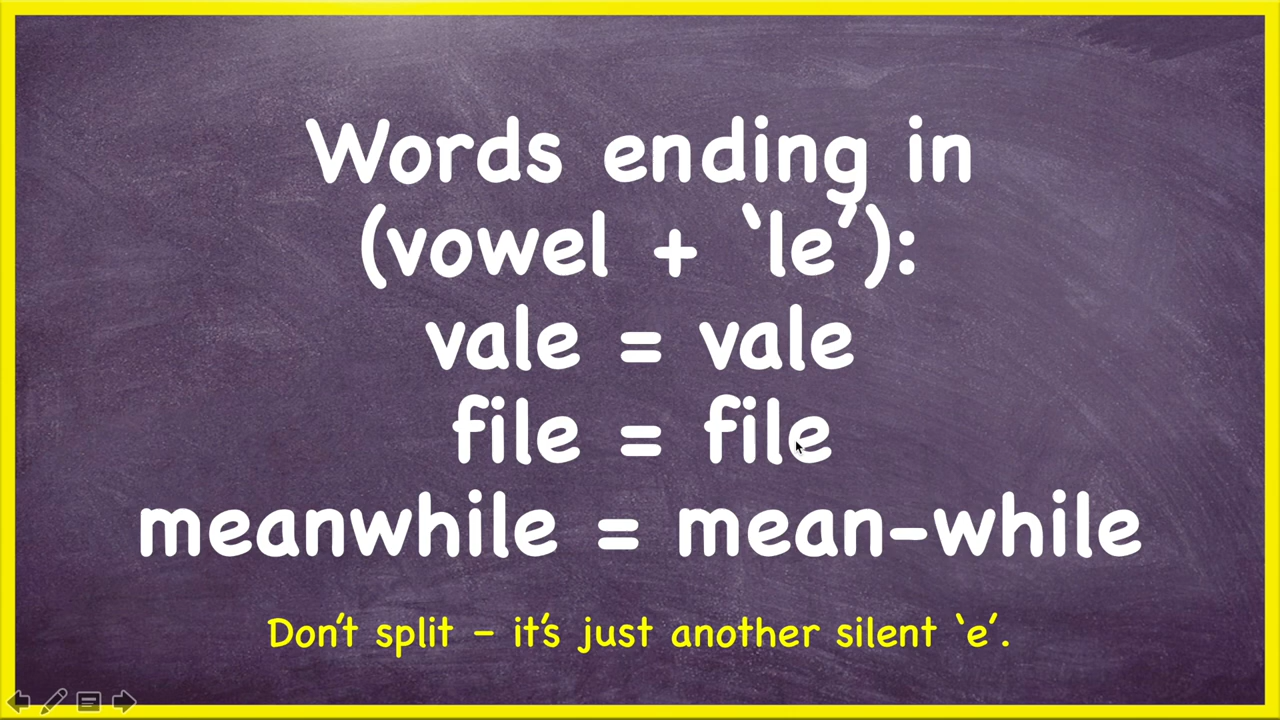 Words ending in
(vowel + ‘le’):
vale = vale
file = file
meanwhile = mean-while
Don’t split – it’s just another silent ‘e’.